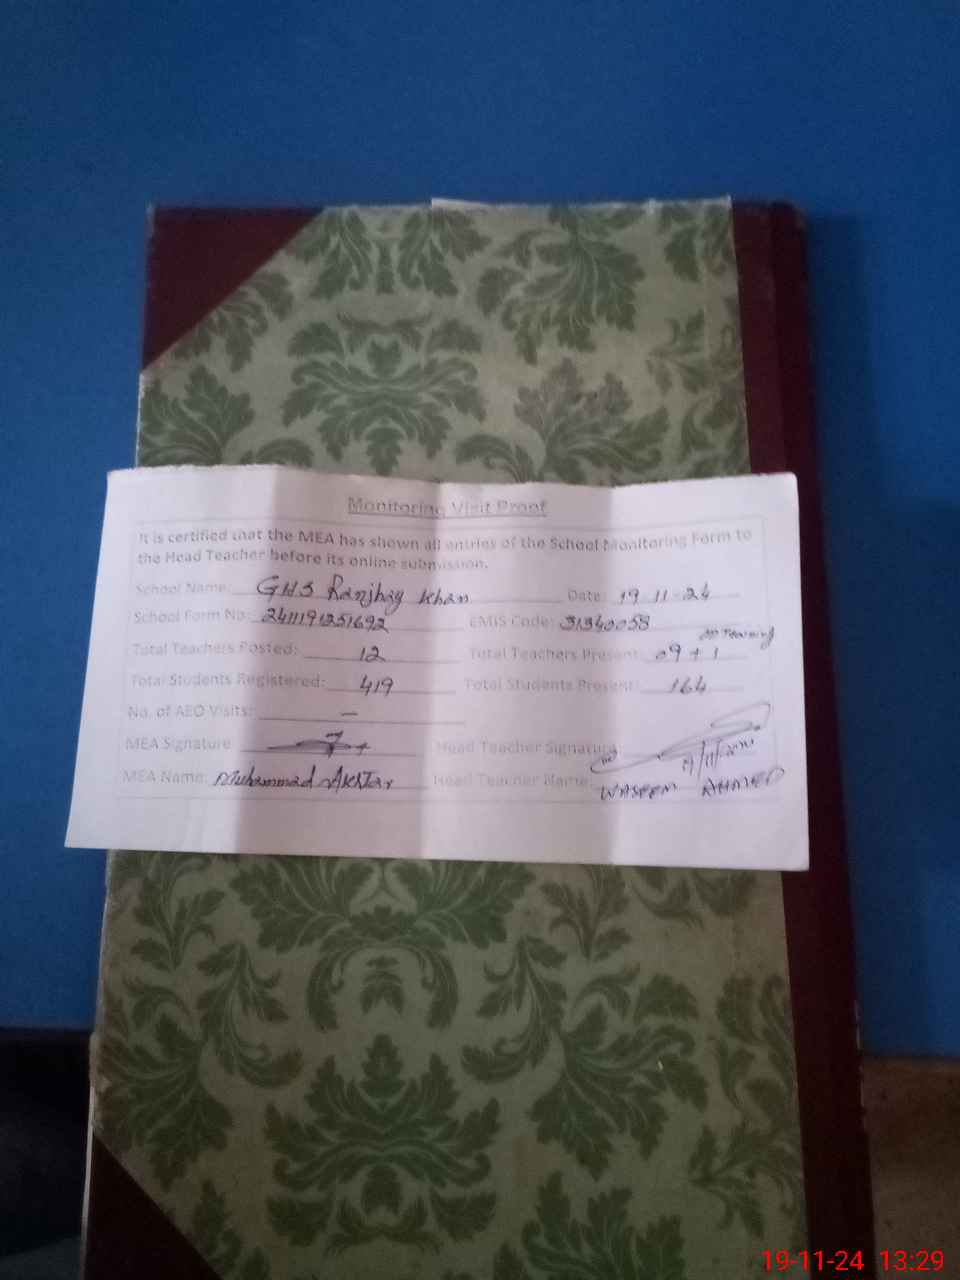 Monitoring Visit Proof
It is certified that the MEA has shown all entries of the School Monitoring Form to
the Head Teacher before its online submission.
School Name: GHS Ranjhay Khan Date: 19-11-24
School Form No: 2411191251692 EMIS Code: 31340058
Total Teachers Posted: 12 Total Teachers Present: 09+1 on Training
Total Students Registered: 419 Total Students Present: 164
No. of AEO Visits: —
MEA Signature: Head Teacher Signature
MEA Name: Muhammad Akhtar Head Teacher Name: WASEEM AHMED
19-11-24 13:29